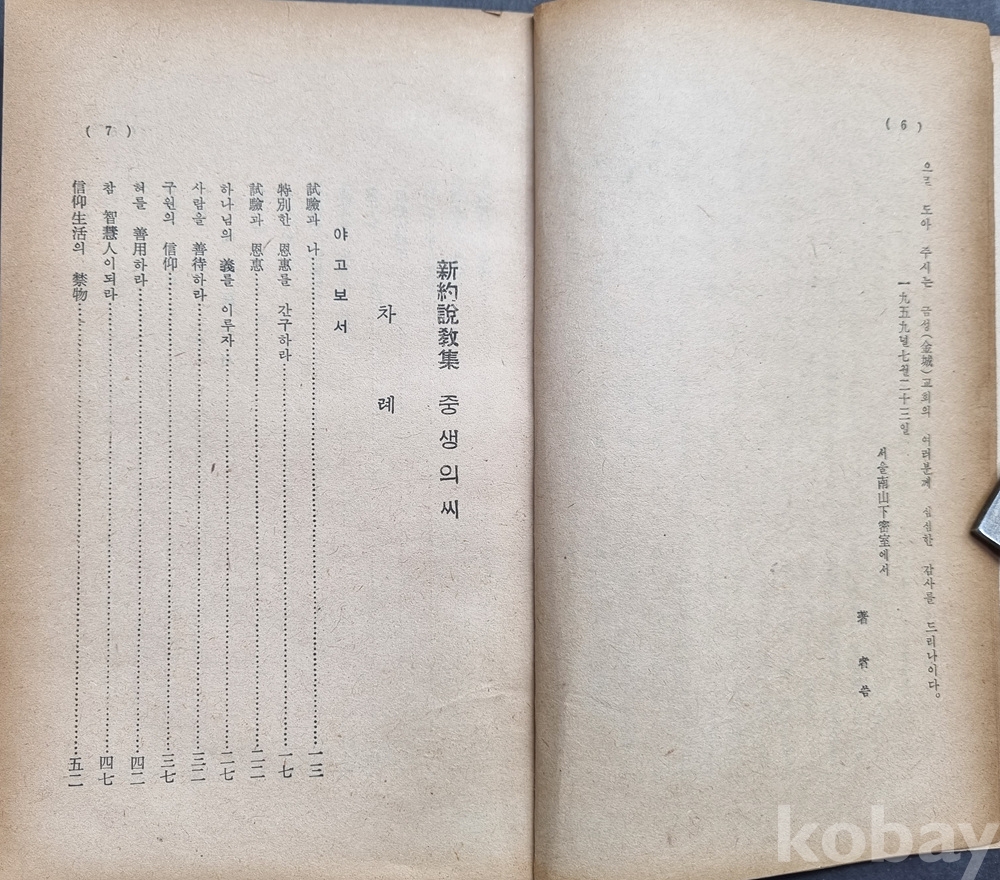 ( 6 )
으로 도아 주시는 금성(金城)교회의 여러분게 심심한 감사를 드리나이다。
一九五九년七월二十三일
서울南山下密室에서
著者씀
( 7 )
新約說敎集 중생의씨
차례
야고보서
試驗과 나……一三
特別한 恩惠를 간구하라……一七
試驗과 恩惠……二二
하나님의 義를 이루자……二七
사람을 善待하라……三二
구원의 信仰……三七
혀를 善用하라……四二
참 智慧人이되라……四七
信仰生活의 禁物……五二
kobay